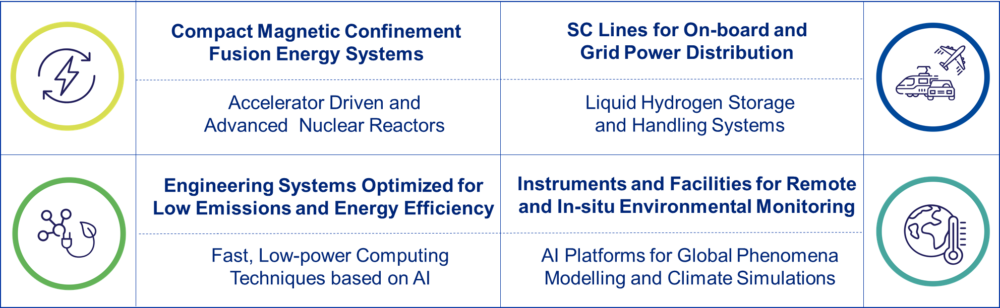 Compact Magnetic Confinement
Fusion Energy Systems
Accelerator Driven and
Advanced  Nuclear Reactors
SC Lines for On-board and
Grid Power Distribution
Liquid Hydrogen Storage
and Handling Systems
Engineering Systems Optimized for
Low Emissions and Energy Efficiency
Fast, Low-power Computing
Techniques based on AI
Instruments and Facilities for Remote
and In-situ Environmental Monitoring
AI Platforms for Global Phenomena
Modelling and Climate Simulations